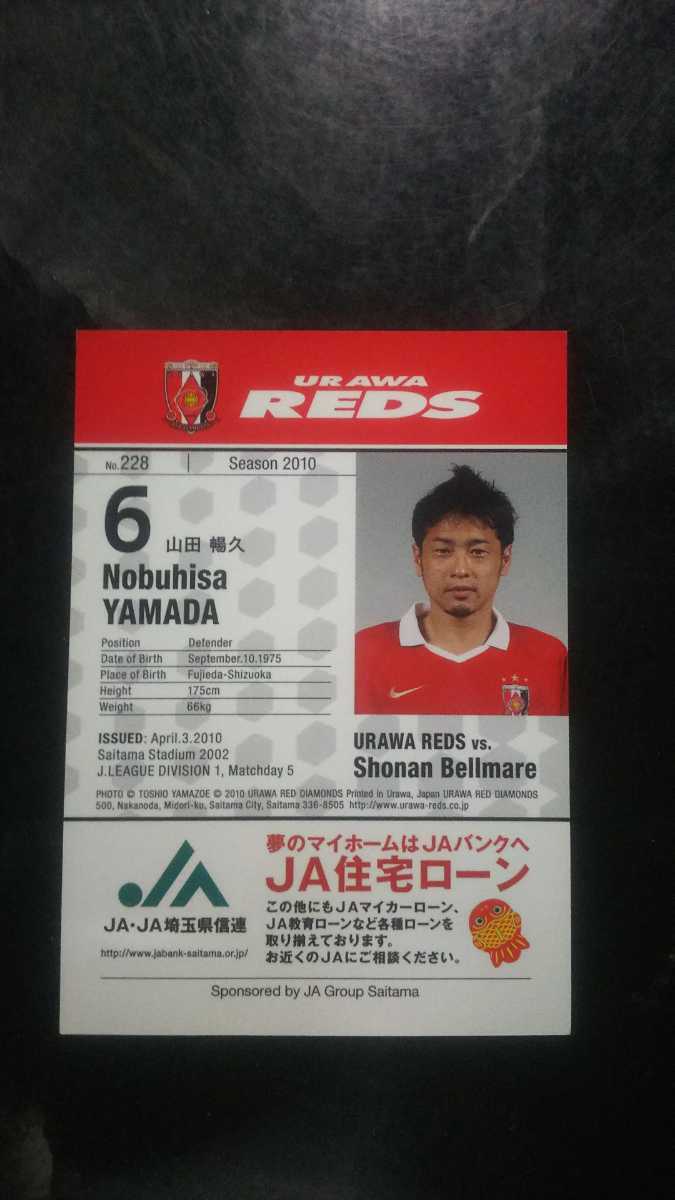 URAWA
REDS
No.228 Season 2010
6 山田 暢久
Nobuhisa
YAMADA
Position Defender
Date of Birth September.10.1975
Place of Birth Fujieda-Shizuoka
Height 175cm
Weight 66kg
ISSUED: April.3.2010
Saitama Stadium 2002
J.LEAGUE DIVISION 1, Matchday 5
URAWA REDS vs.
Shonan Bellmare
PHOTO © TOSHIO YAMAZOE © 2010 URAWA RED DIAMONDS Printed in Urawa, Japan URAWA RED DIAMONDS
500, Nakanoda, Midori-ku, Saitama City, Saitama 336-8505 http://www.urawa-reds.co.jp
JA
JA・JA埼玉県信連
http://www.jabank-saitama.or.jp/
夢のマイホームはJAバンクへ
JA住宅ローン
この他にもJAマイカーローン、
JA教育ローンなど各種ローンを
取り揃えております。
お近くのJAにご相談ください。
Sponsored by JA Group Saitama